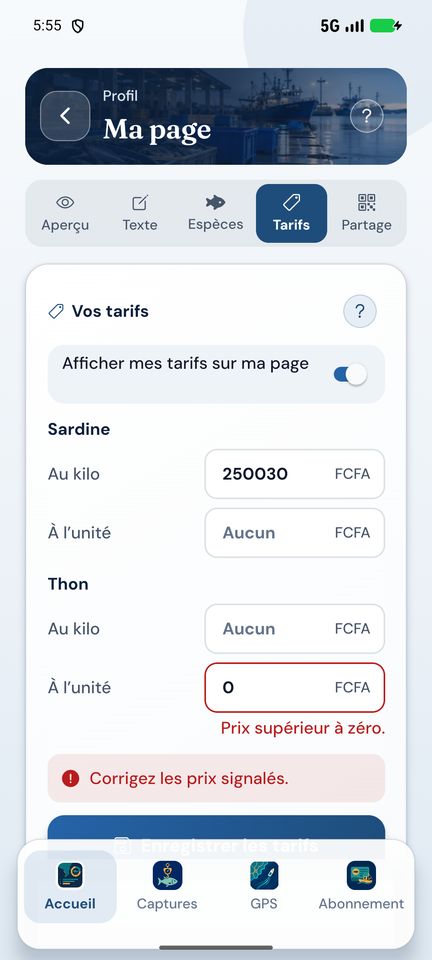 5:55
5G
Profil
Ma page
?
Aperçu
Texte
Espèces
Tarifs
Partage
Vos tarifs
?
Afficher mes tarifs sur ma page
Sardine
Au kilo
250030 FCFA
À l’unité
Aucun FCFA
Thon
Au kilo
Aucun FCFA
À l’unité
0 FCFA
Prix supérieur à zéro.
! Corrigez les prix signalés.
Enregistrer les tarifs
Accueil
Captures
GPS
Abonnement